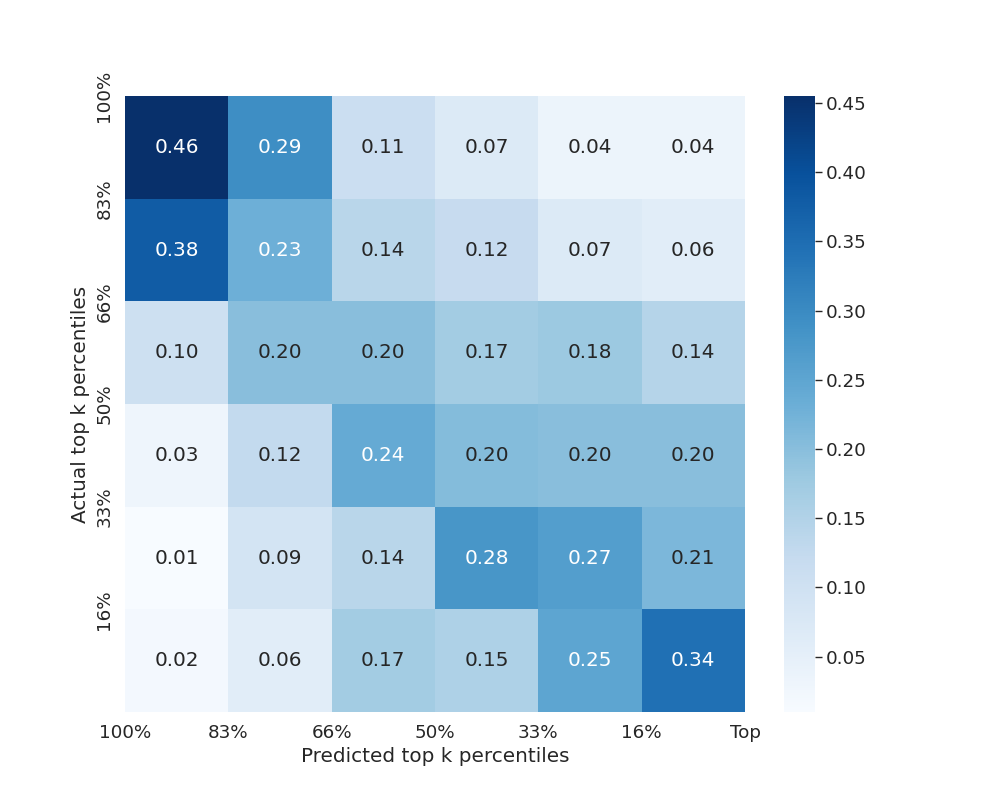 100%
0.46 0.29 0.11 0.07 0.04 0.04
83%
0.38 0.23 0.14 0.12 0.07 0.06
66%
0.10 0.20 0.20 0.17 0.18 0.14
50%
0.03 0.12 0.24 0.20 0.20 0.20
33%
0.01 0.09 0.14 0.28 0.27 0.21
16%
0.02 0.06 0.17 0.15 0.25 0.34
Actual top k percentiles
100% 83% 66% 50% 33% 16% Top
Predicted top k percentiles
0.45
0.40
0.35
0.30
0.25
0.20
0.15
0.10
0.05